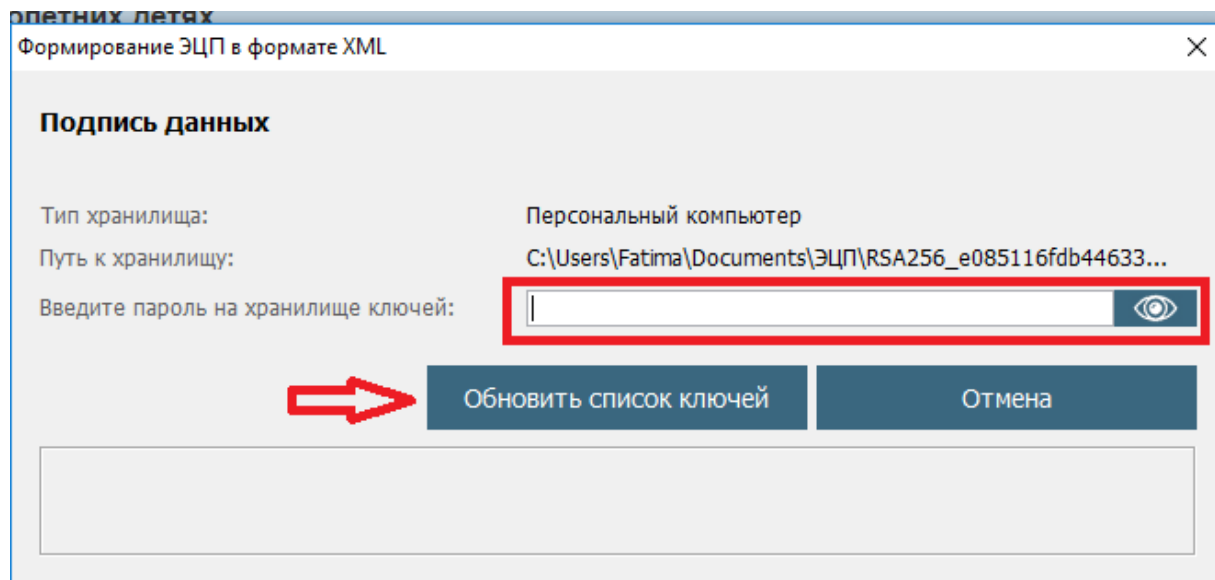 Формирование ЭЦП в формате XML
Подпись данных
Тип хранилища: Персональный компьютер
Путь к хранилищу: C:\Users\Fatima\Documents\ЭЦП\RSA256_e085116fdb44633...
Введите пароль на хранилище ключей:
Обновить список ключей Отмена